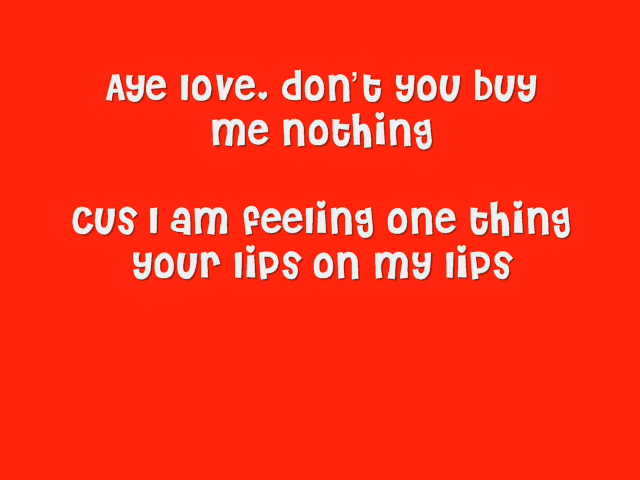 Aye love. don't you buy
me nothing
cus I am feeling one thing
your lips on my lips